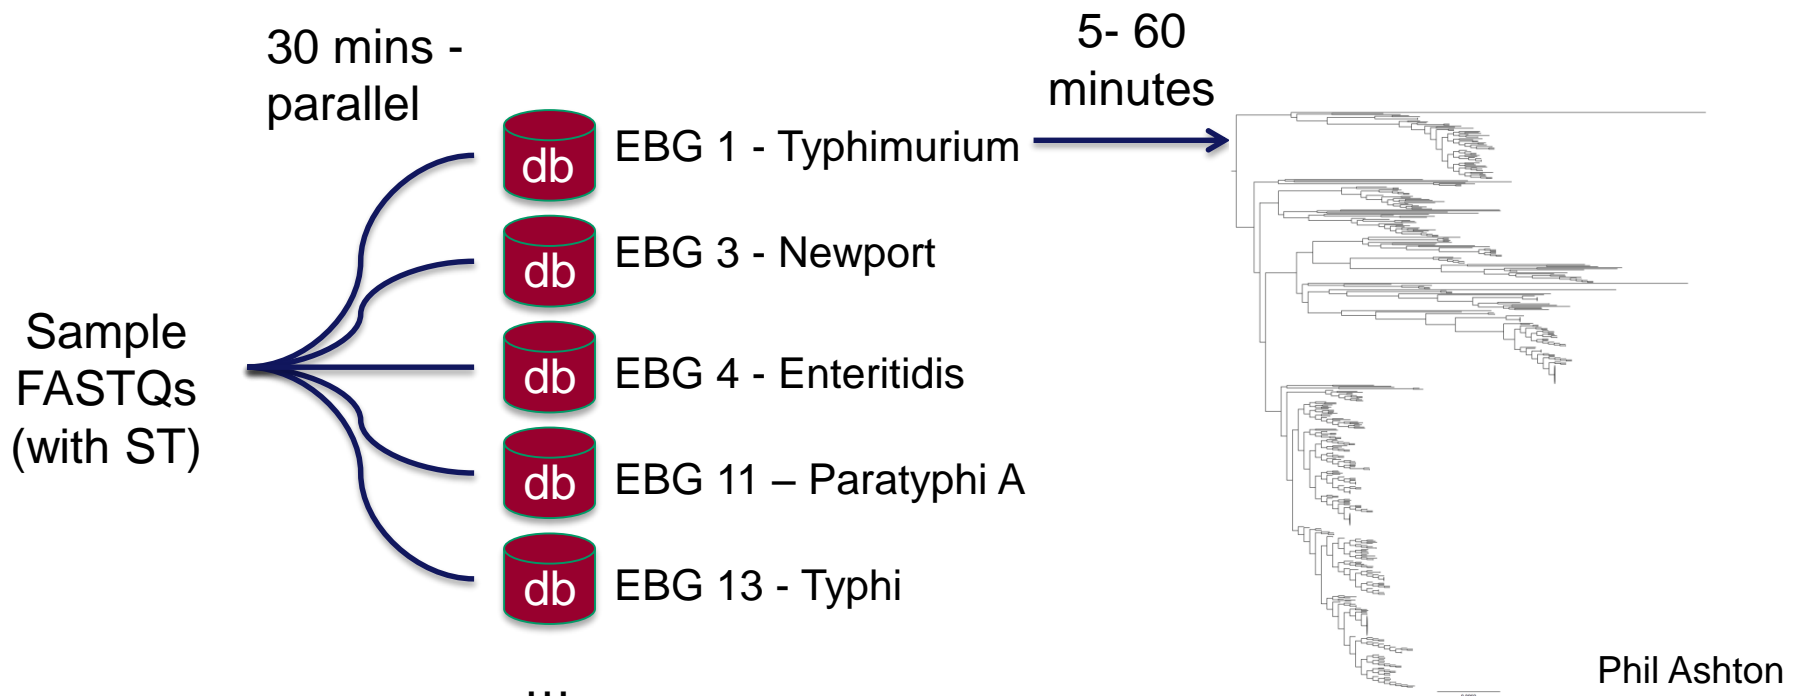 30 mins -
parallel
5- 60
minutes
db
EBG 1 - Typhimurium
db
EBG 3 - Newport
Sample
FASTQs
(with ST)
db
EBG 4 - Enteritidis
db
EBG 11 – Paratyphi A
db
EBG 13 - Typhi
...
Phil Ashton